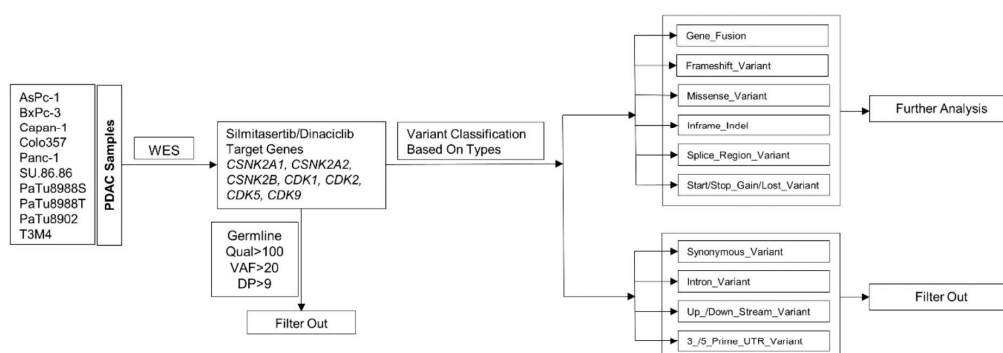 AsPc-1
BxPc-3
Capan-1
Colo357
Panc-1
SU.86.86
PaTu8988S
PaTu8988T
PaTu8902
T3M4
PDAC Samples
WES
Silmitasertib/Dinaciclib
Target Genes
CSNK2A1, CSNK2A2,
CSNK2B, CDK1, CDK2,
CDK5, CDK9
Germline
Qual>100
VAF>20
DP>9
Filter Out
Variant Classification
Based On Types
Gene_Fusion
Frameshift_Variant
Missense_Variant
Inframe_Indel
Splice_Region_Variant
Start/Stop_Gain/Lost_Variant
Further Analysis
Synonymous_Variant
Intron_Variant
Up_/Down_Stream_Variant
3_/5_Prime_UTR_Variant
Filter Out